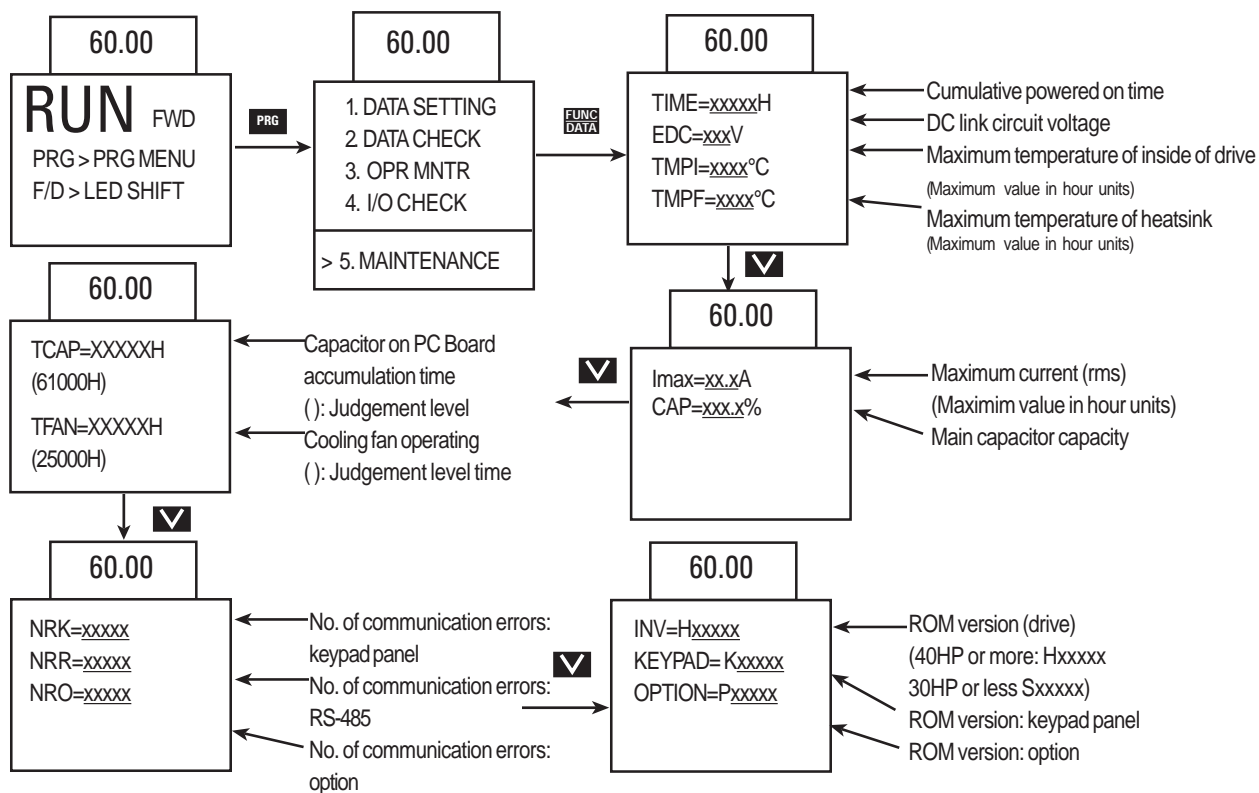 60.00
RUN FWD
PRG > PRG MENU
F/D > LED SHIFT
PRG
60.00
1. DATA SETTING
2. DATA CHECK
3. OPR MNTR
4. I/O CHECK
> 5. MAINTENANCE
FUNC
DATA
60.00
TIME=xxxxxH
EDC=xxxV
TMPI=xxxx°C
TMPF=xxxx°C
Cumulative powered on time
DC link circuit voltage
Maximum temperature of inside of drive
(Maximum value in hour units)
Maximum temperature of heatsink
(Maximum value in hour units)
60.00
Imax=xx.xA
CAP=xxx.x%
Maximum current (rms)
(Maximim value in hour units)
Main capacitor capacity
60.00
TCAP=XXXXXH
(61000H)
TFAN=XXXXXH
(25000H)
Capacitor on PC Board
accumulation time
( ): Judgement level
Cooling fan operating
( ): Judgement level time
60.00
NRK=xxxxx
NRR=xxxxx
NRO=xxxxx
No. of communication errors:
keypad panel
No. of communication errors:
RS-485
No. of communication errors:
option
60.00
INV=Hxxxxx
KEYPAD= Kxxxxx
OPTION=Pxxxxx
ROM version (drive)
(40HP or more: Hxxxxx
30HP or less Sxxxxx)
ROM version: keypad panel
ROM version: option